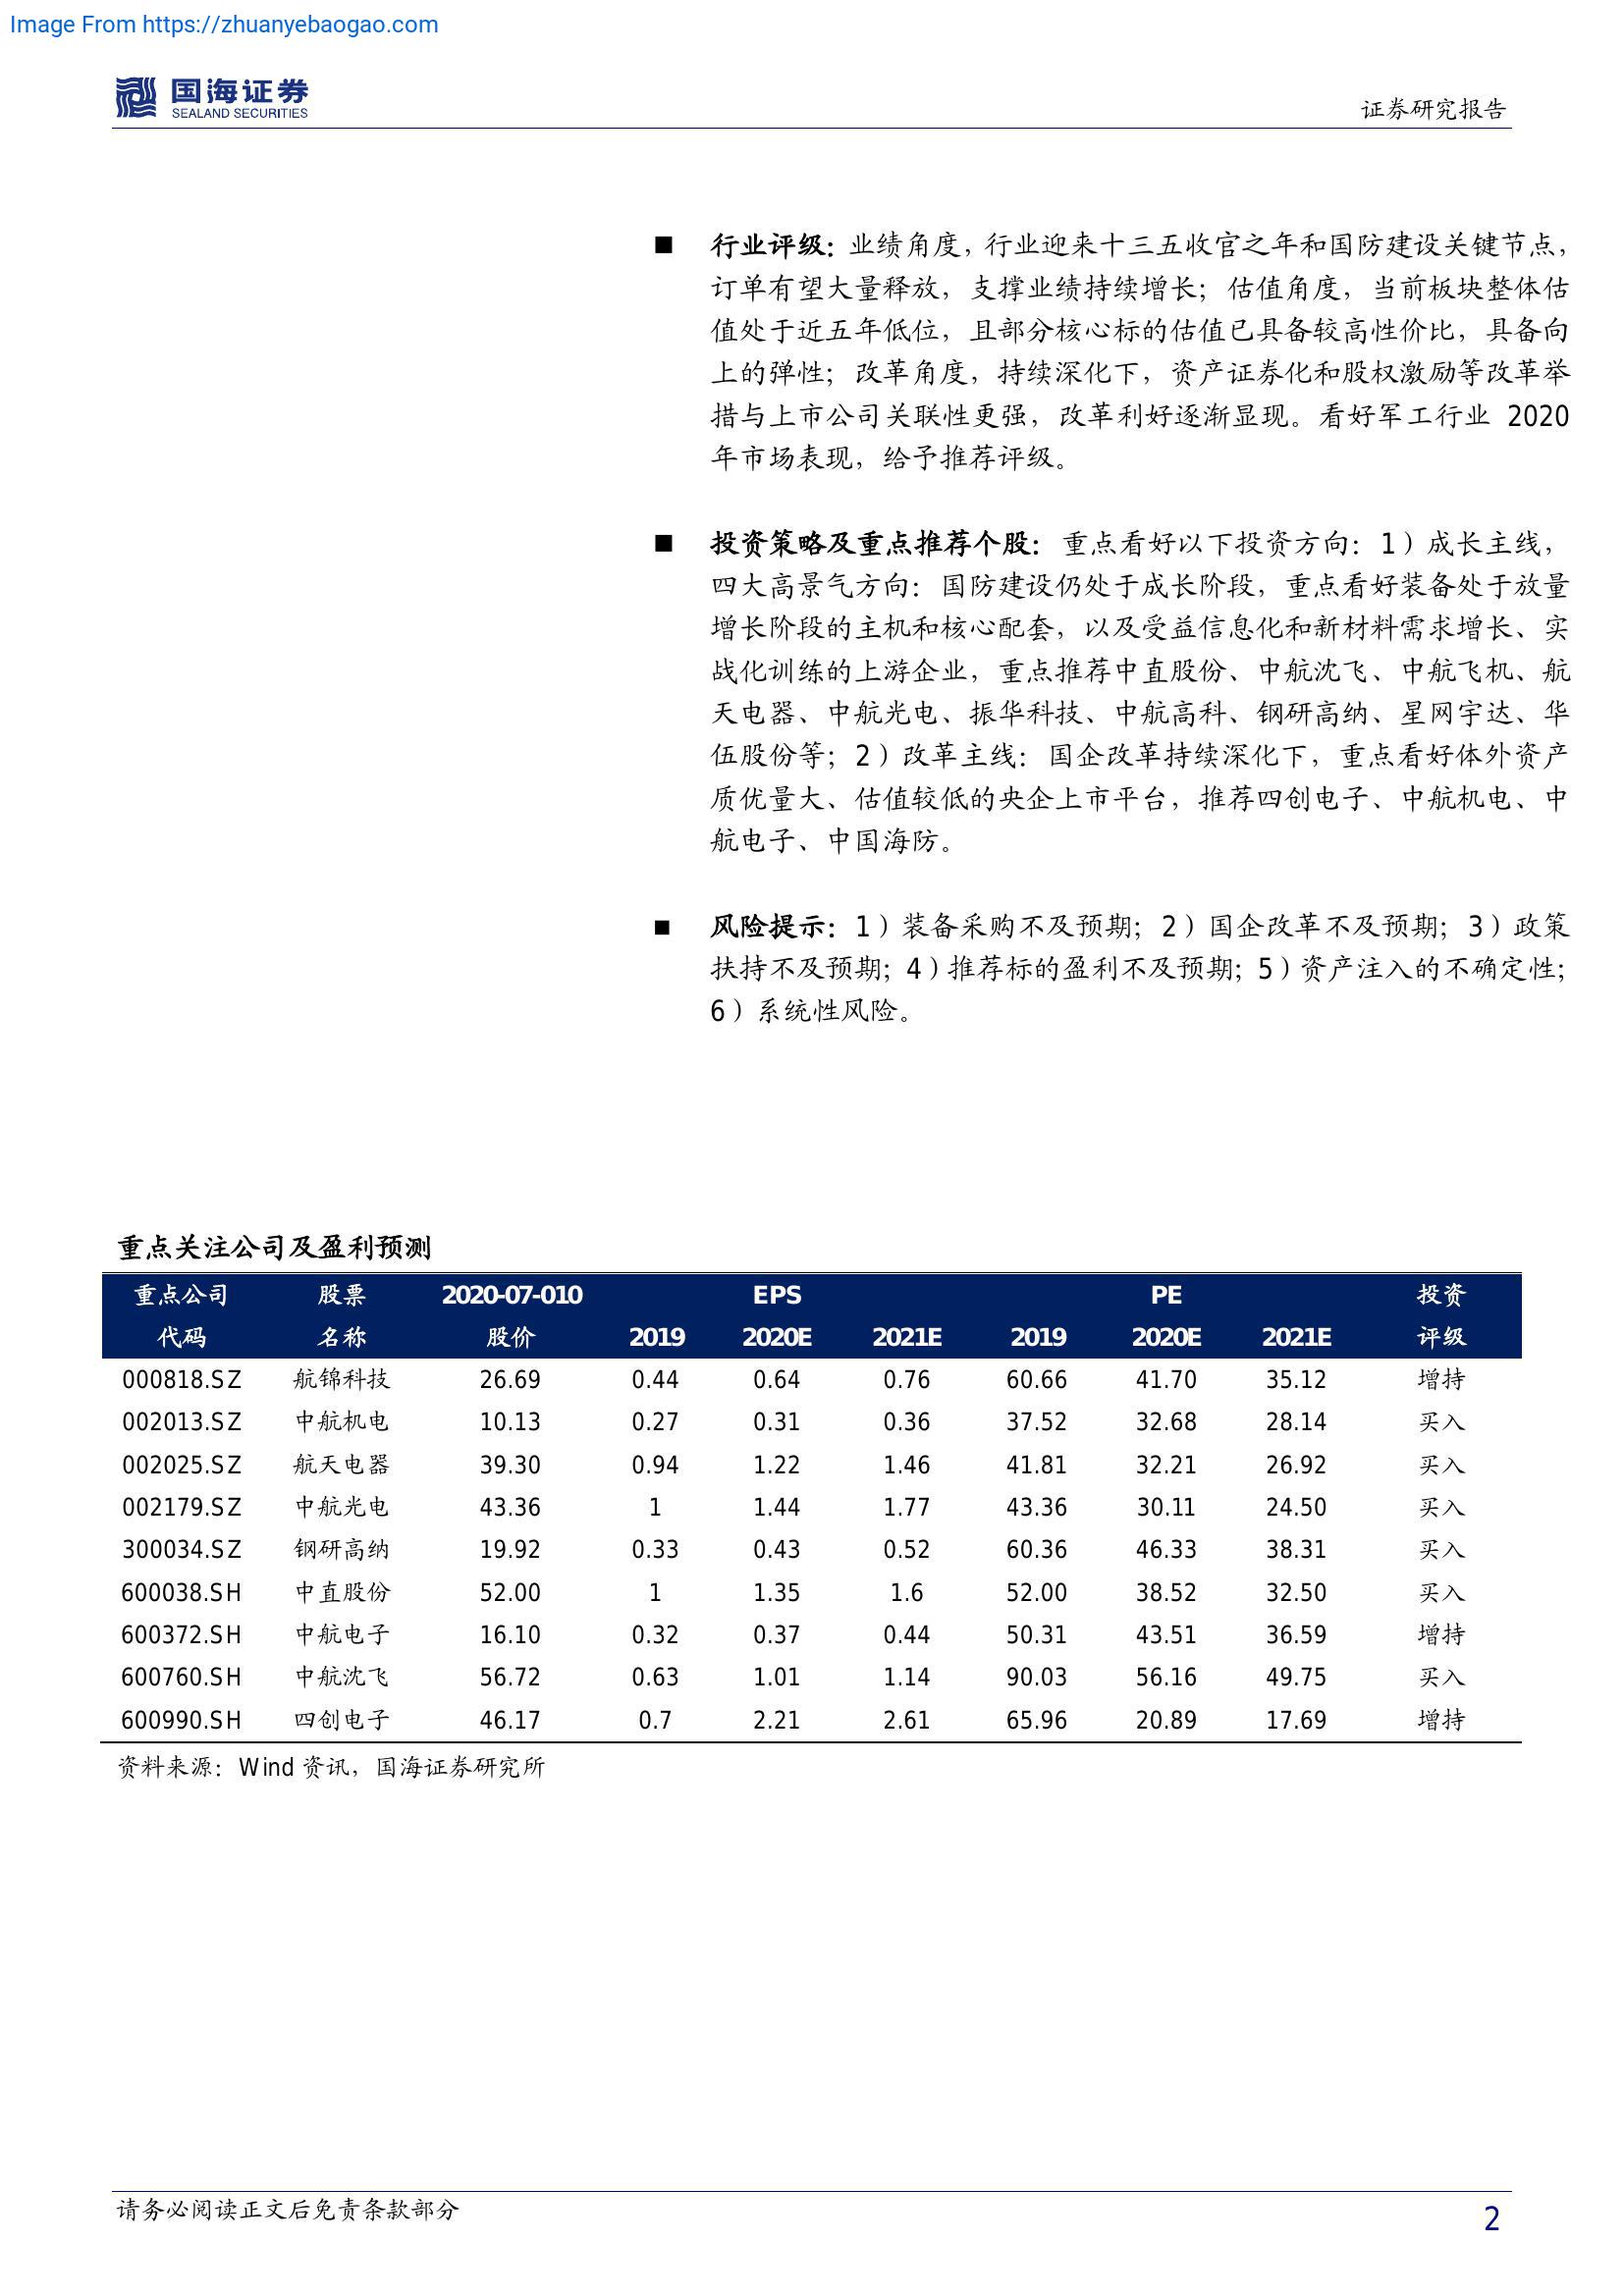 Image From https://zhuanyebaogao.com
国海证券
SEALAND SECURITIES
证券研究报告
■ 行业评级：业绩角度，行业迎来十三五收官之年和国防建设关键节点，
订单有望大量释放，支撑业绩持续增长；估值角度，当前板块整体估
值处于近五年低位，且部分核心标的估值已具备较高性价比，具备向
上的弹性；改革角度，持续深化下，资产证券化和股权激励等改革举
措与上市公司关联性更强，改革利好逐渐显现。看好军工行业 2020
年市场表现，给予推荐评级。
■ 投资策略及重点推荐个股：重点看好以下投资方向：1）成长主线，
四大高景气方向：国防建设仍处于成长阶段，重点看好装备处于放量
增长阶段的主机和核心配套，以及受益信息化和新材料需求增长、实
战化训练的上游企业，重点推荐中直股份、中航沈飞、中航飞机、航
天电器、中航光电、振华科技、中航高科、钢研高纳、星网宇达、华
伍股份等；2）改革主线：国企改革持续深化下，重点看好体外资产
质优量大、估值较低的央企上市平台，推荐四创电子、中航机电、中
航电子、中国海防。
■ 风险提示：1）装备采购不及预期；2）国企改革不及预期；3）政策
扶持不及预期；4）推荐标的盈利不及预期；5）资产注入的不确定性；
6）系统性风险。
重点关注公司及盈利预测
重点公司 股票 2020-07-010 EPS PE 投资
代码 名称 股价 2019 2020E 2021E 2019 2020E 2021E 评级
000818.SZ 航锦科技 26.69 0.44 0.64 0.76 60.66 41.70 35.12 增持
002013.SZ 中航机电 10.13 0.27 0.31 0.36 37.52 32.68 28.14 买入
002025.SZ 航天电器 39.30 0.94 1.22 1.46 41.81 32.21 26.92 买入
002179.SZ 中航光电 43.36 1 1.44 1.77 43.36 30.11 24.50 买入
300034.SZ 钢研高纳 19.92 0.33 0.43 0.52 60.36 46.33 38.31 买入
600038.SH 中直股份 52.00 1 1.35 1.6 52.00 38.52 32.50 买入
600372.SH 中航电子 16.10 0.32 0.37 0.44 50.31 43.51 36.59 增持
600760.SH 中航沈飞 56.72 0.63 1.01 1.14 90.03 56.16 49.75 买入
600990.SH 四创电子 46.17 0.7 2.21 2.61 65.96 20.89 17.69 增持
资料来源：Wind 资讯，国海证券研究所
请务必阅读正文后免责条款部分
2